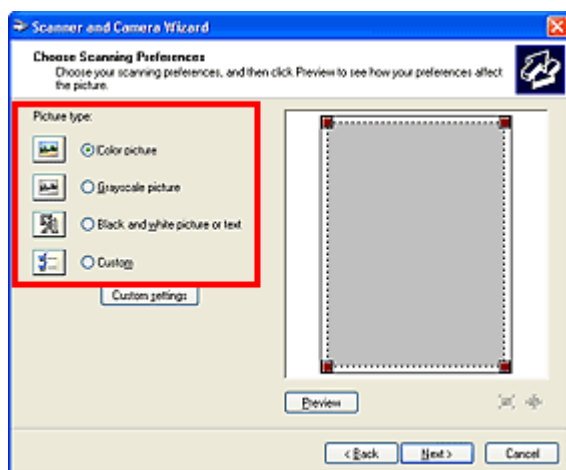 Scanner and Camera Wizard
Choose Scanning Preferences
Choose your scanning preferences, and then click Preview to see how your preferences affect
the picture.
Picture type:
Color picture
Grayscale picture
Black and white picture or text
Custom
Custom settings
Preview
< Back
Next >
Cancel